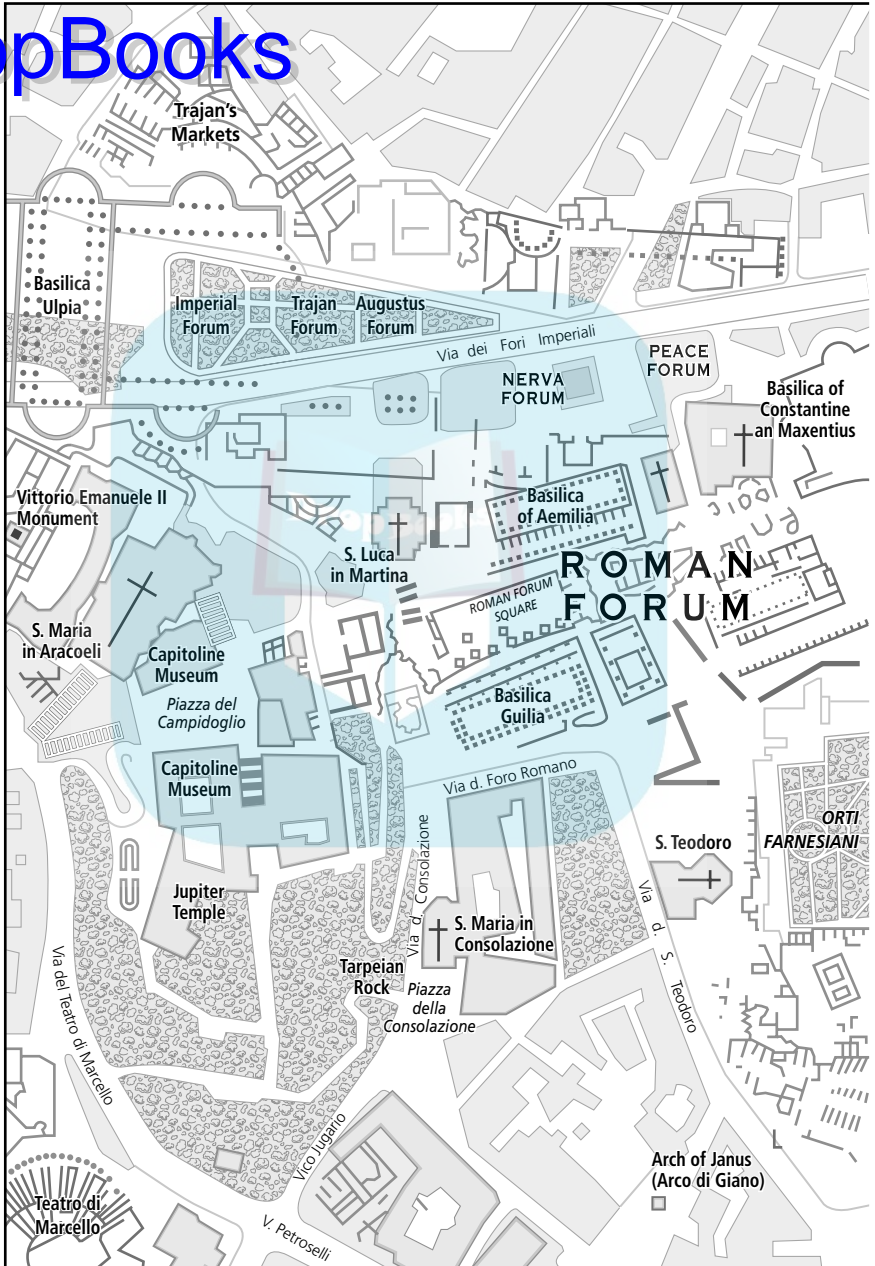 opBooks
Trajan's
Markets
Basilica
Ulpia
Imperial
Forum
Trajan
Forum
Augustus
Forum
Via dei Fori Imperiali
NERVA
FORUM
PEACE
FORUM
Basilica of
Constantine
an Maxentius
Vittorio Emanuele II
Monument
Basilica
of Aemilia
S. Luca
in Martina
ROMAN
FORUM
ROMAN FORUM
SQUARE
S. Maria
in Aracoeli
Capitoline
Museum
Piazza del
Campidoglio
Basilica
Guilia
Capitoline
Museum
Via d. Foro Romano
ORTI
FARNESIANI
S. Teodoro
Via d. Consolazione
Jupiter
Temple
S. Maria in
Consolazione
Via d. S. Teodoro
Tarpeian
Rock
Piazza
della
Consolazione
Via del Teatro di Marcello
Vico Jugario
Arch of Janus
(Arco di Giano)
Teatro di
Marcello
V. Petroselli